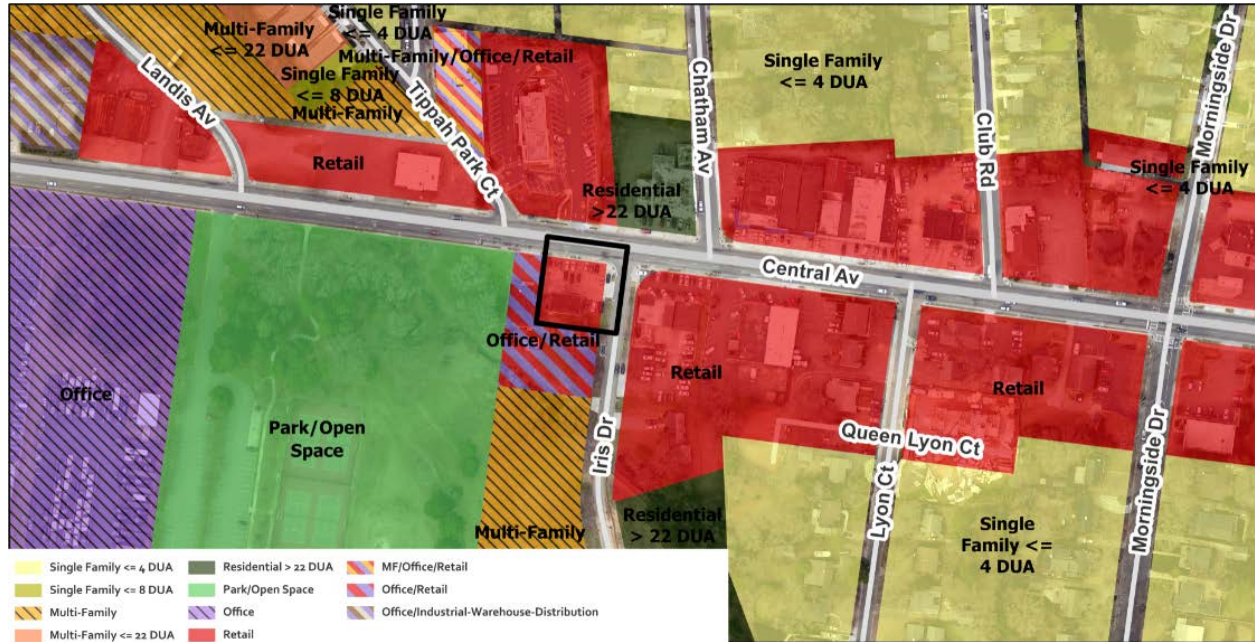 Single Family
<= 4 DUA
Multi-Family
<= 22 DUA
Multi-Family/Office/Retail
Single Family
<= 8 DUA
Multi-Family
Landis Av
Tippah Park Ct
Retail
Chatham Av
Single Family
<= 4 DUA
Club Rd
Morningside Dr
Single Family
<= 4 DUA
Residential
>22 DUA
Central Av
Office/Retail
Office
Park/Open
Space
Iris Dr
Retail
Retail
Queen Lyon Ct
Lyon Ct
Morningside Dr
Multi-Family
Residential
> 22 DUA
Single
Family <=
4 DUA
Single Family <= 4 DUA
Single Family <= 8 DUA
Multi-Family
Multi-Family <= 22 DUA
Residential > 22 DUA
Park/Open Space
Office
Retail
MF/Office/Retail
Office/Retail
Office/Industrial-Warehouse-Distribution